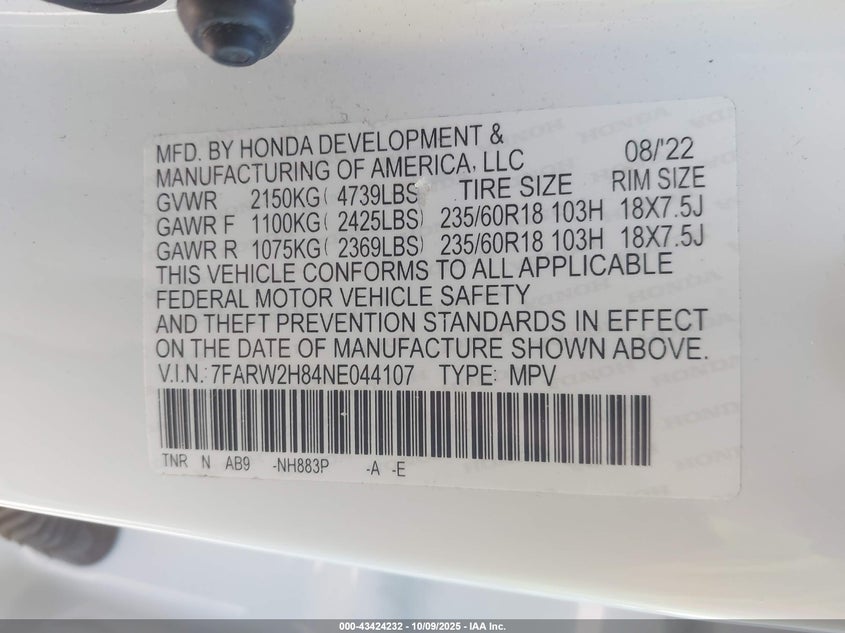 MFD. BY HONDA DEVELOPMENT &
MANUFACTURING OF AMERICA, LLC 08/'22
GVWR 2150KG( 4739LBS) TIRE SIZE RIM SIZE
GAWR F 1100KG( 2425LBS) 235/60R18 103H 18X7.5J
GAWR R 1075KG( 2369LBS) 235/60R18 103H 18X7.5J
THIS VEHICLE CONFORMS TO ALL APPLICABLE
FEDERAL MOTOR VEHICLE SAFETY
AND THEFT PREVENTION STANDARDS IN EFFECT
ON THE DATE OF MANUFACTURE SHOWN ABOVE.
V.I.N.: 7FARW2H84NE044107 TYPE: MPV
TNR N AB9 -NH883P -A -E
000-43424232 - 10/09/2025 - IAA Inc.